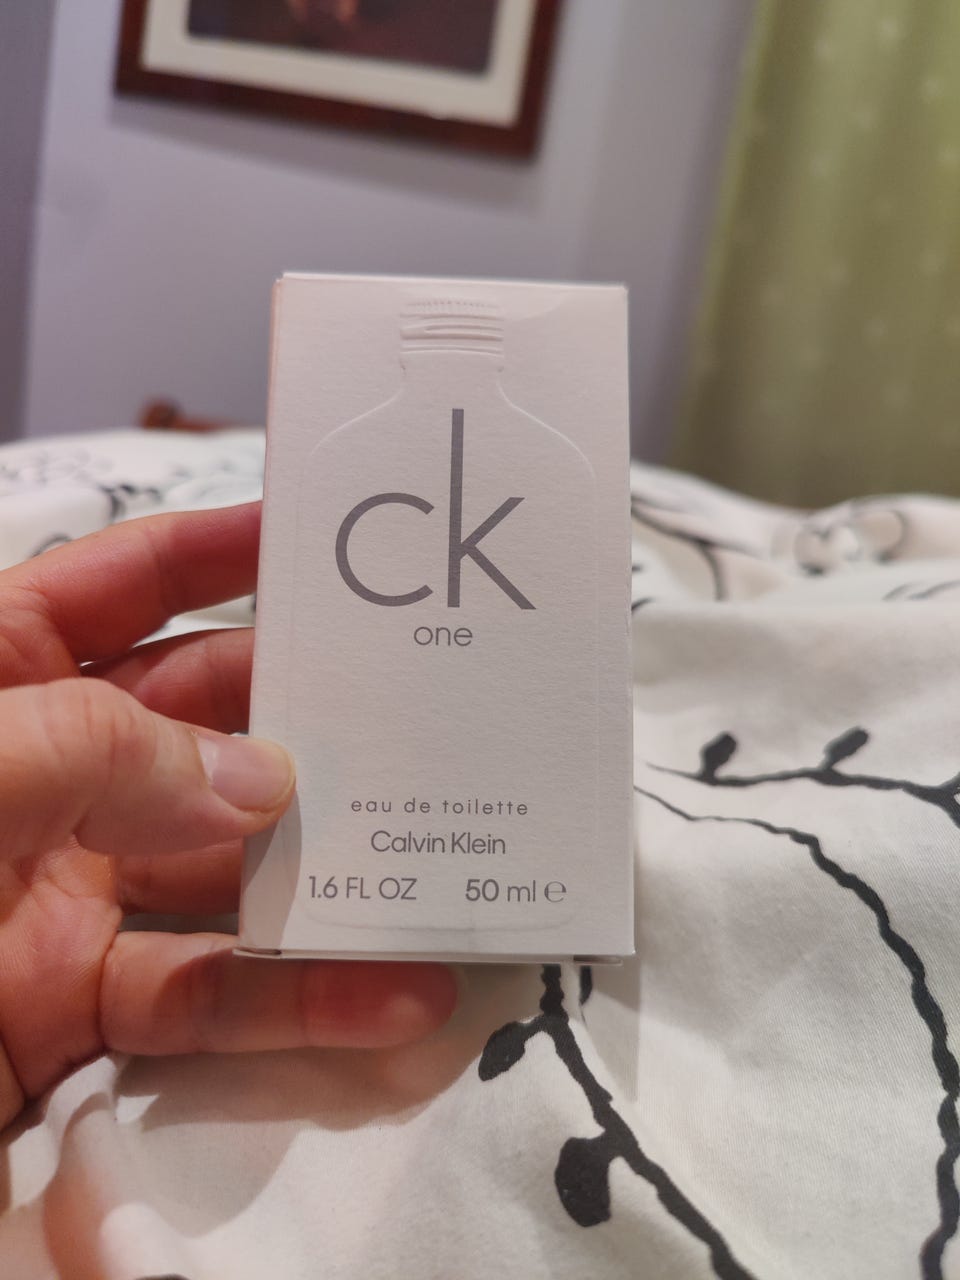 ck
one
eau de toilette
Calvin Klein
1.6 FL OZ 50 ml ℮